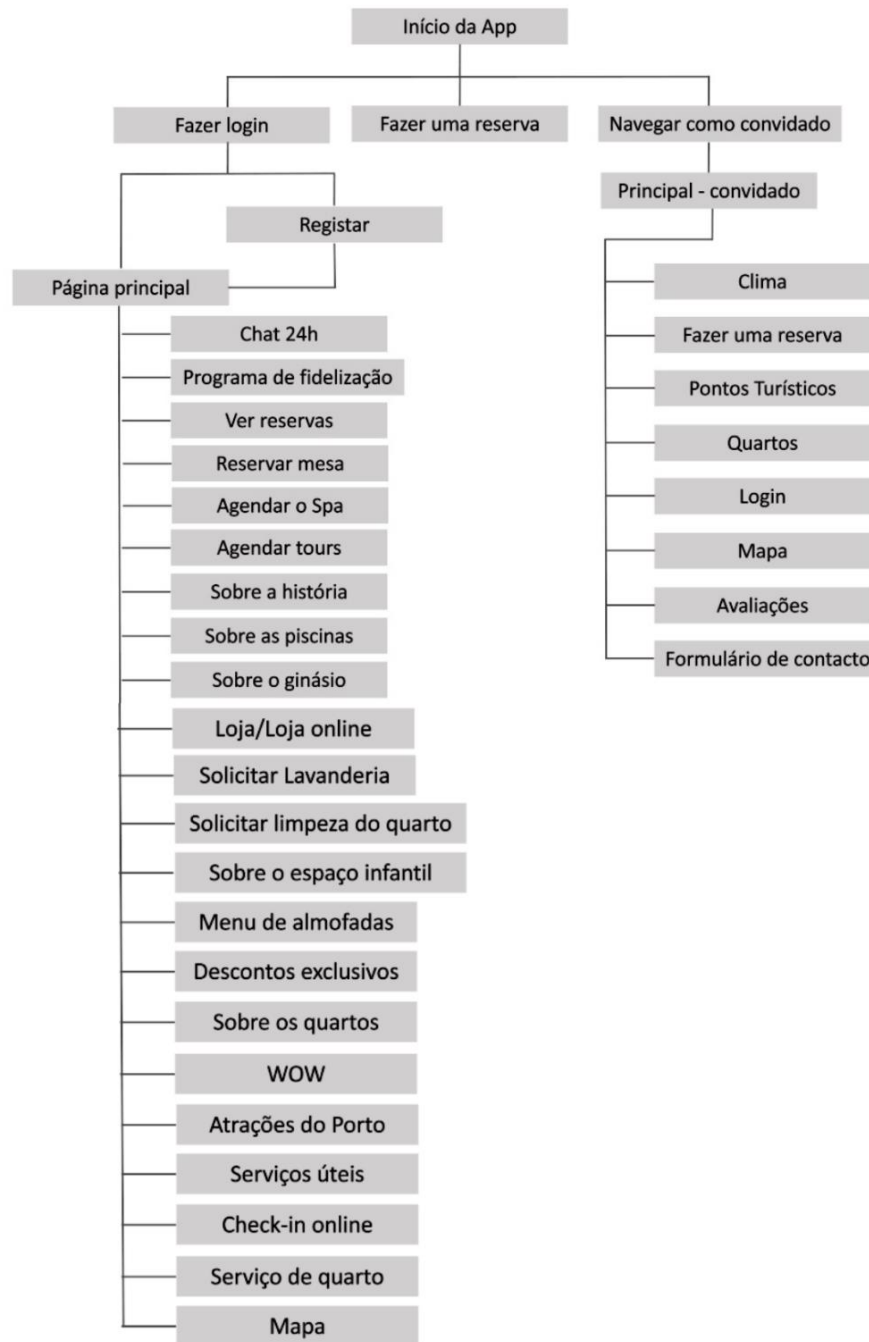 Início da App
Fazer login
Fazer uma reserva
Navegar como convidado
Principal - convidado
Registar
Página principal
Chat 24h
Programa de fidelização
Ver reservas
Reservar mesa
Agendar o Spa
Agendar tours
Sobre a história
Sobre as piscinas
Sobre o ginásio
Loja/Loja online
Solicitar Lavanderia
Solicitar limpeza do quarto
Sobre o espaço infantil
Menu de almofadas
Descontos exclusivos
Sobre os quartos
WOW
Atrações do Porto
Serviços úteis
Check-in online
Serviço de quarto
Mapa
Clima
Fazer uma reserva
Pontos Turísticos
Quartos
Login
Mapa
Avaliações
Formulário de contacto